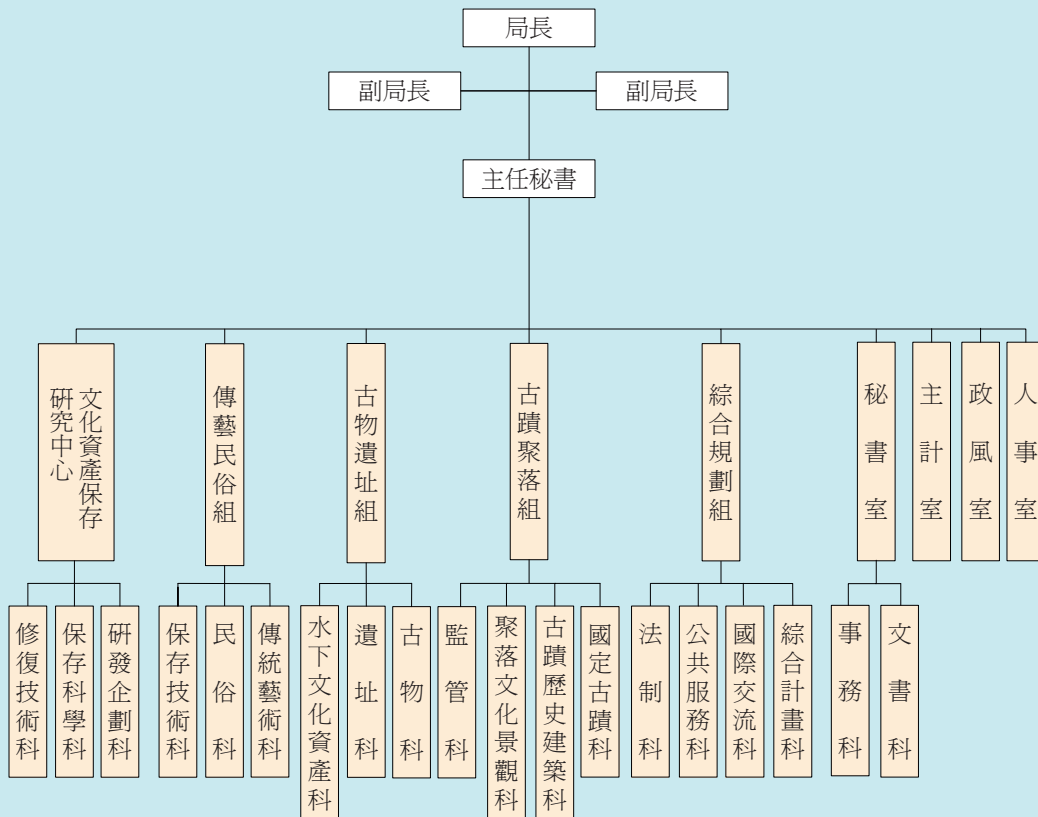 局長
副局長
副局長
主任秘書
文化資產保存
研究中心
傳藝民俗組
古物遺址組
古蹟聚落組
綜合規劃組
秘書室
主計室
政風室
人事室
修復技術科
保存科學科
研發企劃科
保存技術科
民俗科
傳統藝術科
水下文化資產科
遺址科
古物科
監管科
聚落文化景觀科
古蹟歷史建築科
國定古蹟科
法制科
公共服務科
國際交流科
綜合計畫科
事務科
文書科